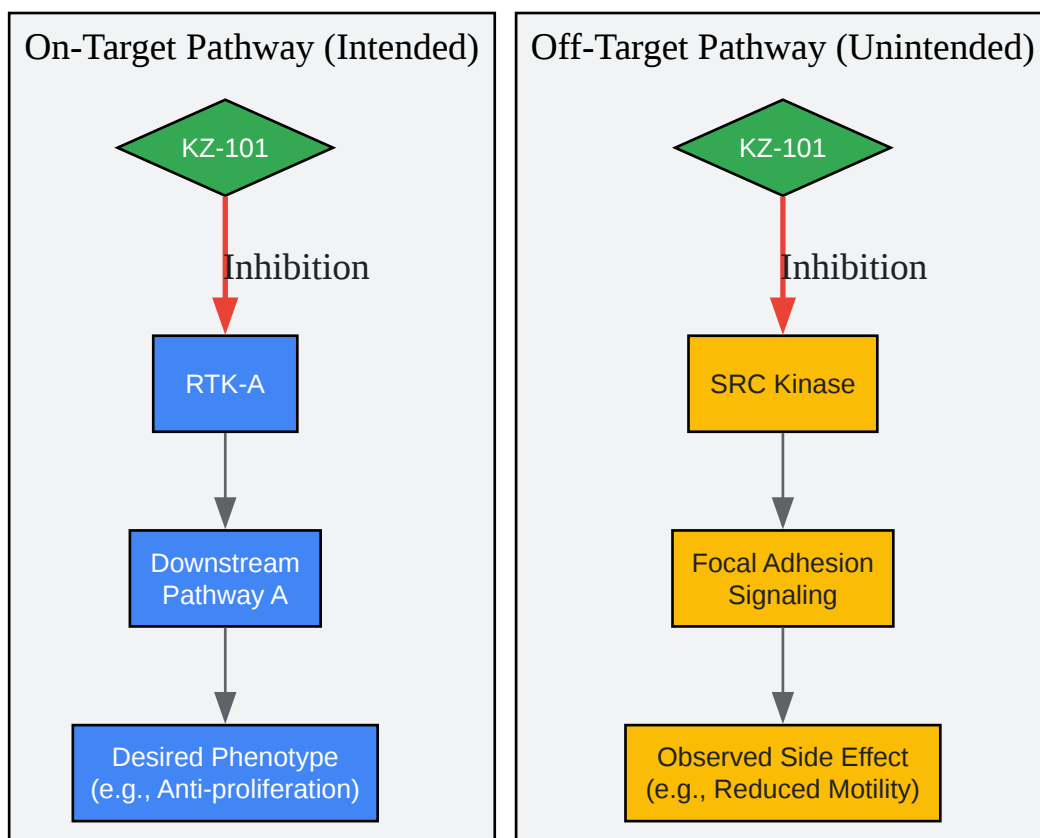 On-Target Pathway (Intended)
KZ-101
Inhibition
RTK-A
Downstream
Pathway A
Desired Phenotype
(e.g., Anti-proliferation)
Off-Target Pathway (Unintended)
KZ-101
Inhibition
SRC Kinase
Focal Adhesion
Signaling
Observed Side Effect
(e.g., Reduced Motility)